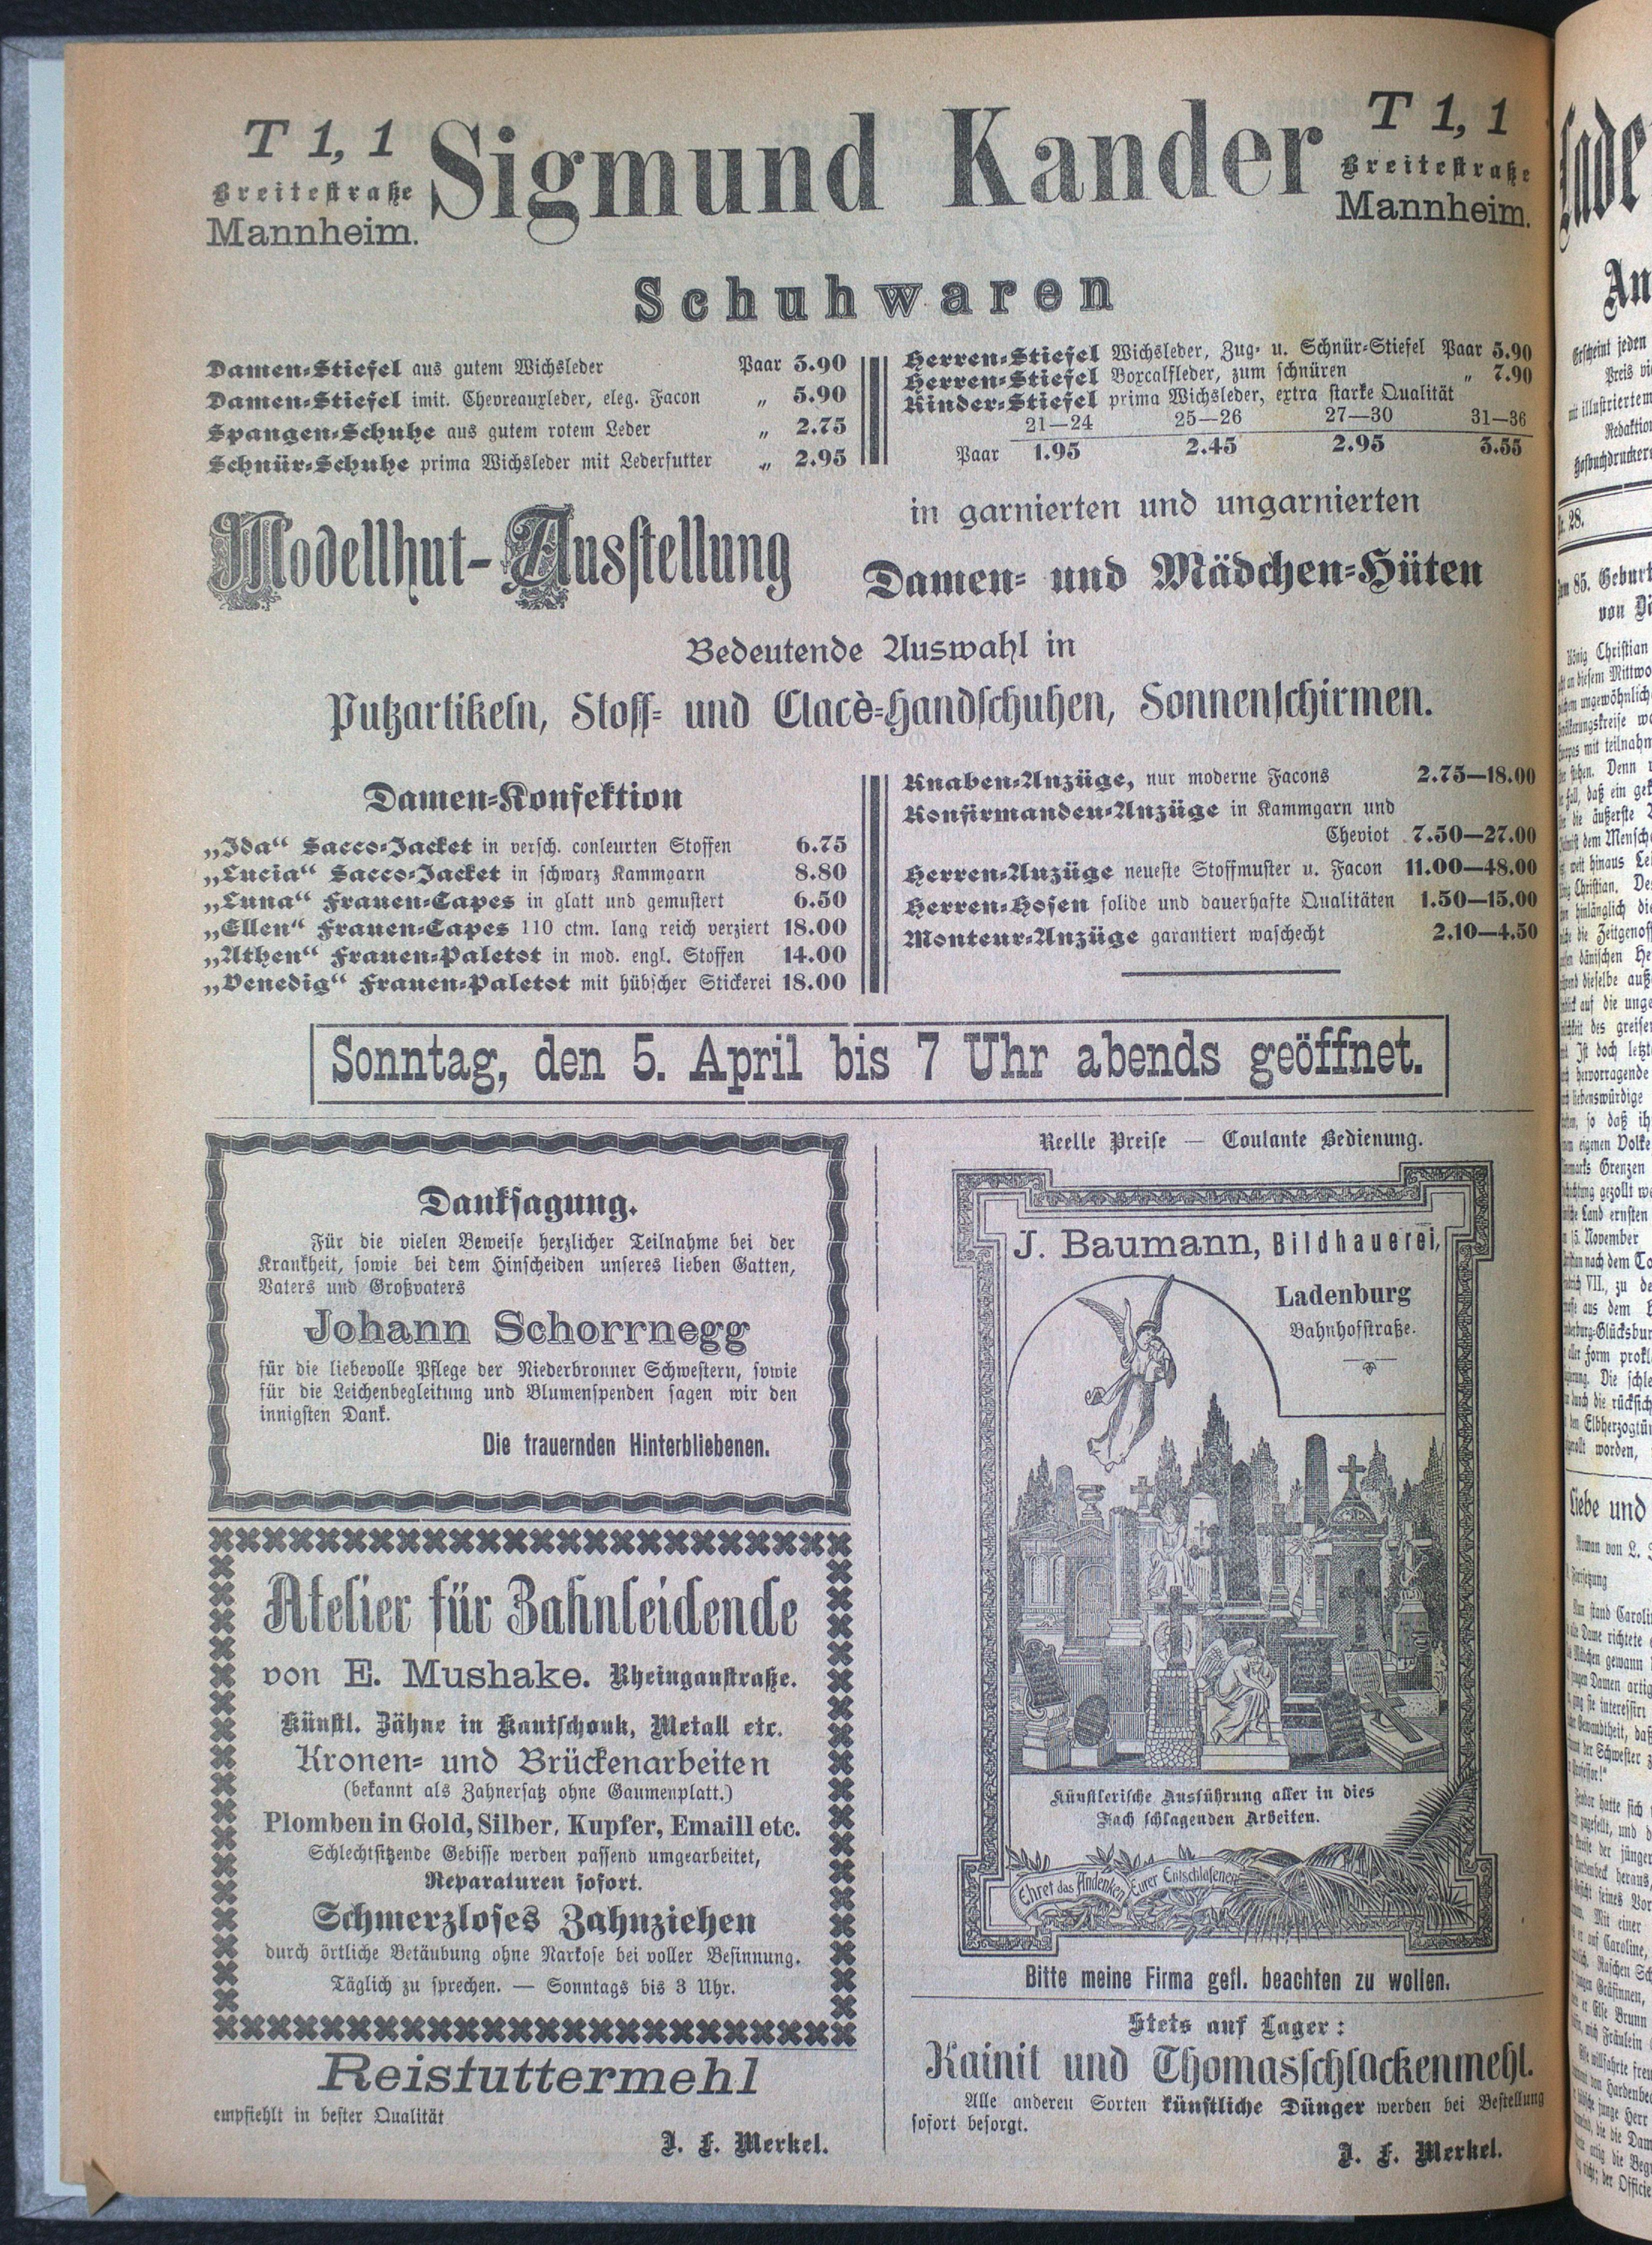 T 1, 1
Breitestraße
Mannheim.
Sigmund Kander
T 1, 1
Breitestraße
Mannheim.
Schuhwaren
Damen-Stiefel aus gutem Wichsleder Paar 3.90
Damen-Stiefel imit. Chevreauxleder, eleg. Facon „ 5.90
Spangen-Schuhe aus gutem rotem Leder „ 2.75
Schnür-Schuhe prima Wichsleder mit Lederfutter „ 2.95
Herren-Stiefel Wichsleder, Zug- u. Schnür-Stiefel Paar 5.90
Herren-Stiefel Boxcalfleder, zum schnüren „ 7.90
Kinder-Stiefel prima Wichsleder, extra starke Qualität
21—24 25—26 27—30 31—36
Paar 1.95 2.45 2.95 3.55
Modellhut-Ausstellung
in garnierten und ungarnierten
Damen- und Mädchen-Hüten
Bedeutende Auswahl in
Putzartikeln, Stoff- und Clacè-Handschuhen, Sonnenschirmen.
Damen-Konfektion
„Ida“ Sacco-Jacket in versch. conleurten Stoffen 6.75
„Lucia“ Sacco-Jacket in schwarz Kammgarn 8.80
„Luna“ Frauen-Capes in glatt und gemustert 6.50
„Ellen“ Frauen-Capes 110 ctm. lang reich verziert 18.00
„Athen“ Frauen-Paletot in mod. engl. Stoffen 14.00
„Venedig“ Frauen-Paletot mit hübscher Stickerei 18.00
Knaben-Anzüge, nur moderne Facons 2.75—18.00
Konfirmanden-Anzüge in Kammgarn und
Cheviot 7.50—27.00
Herren-Anzüge neueste Stoffmuster u. Facon 11.00—48.00
Herren-Hosen solide und dauerhafte Qualitäten 1.50—15.00
Monteur-Anzüge garantiert waschecht 2.10—4.50
Sonntag, den 5. April bis 7 Uhr abends geöffnet.
Danksagung.
Für die vielen Beweise herzlicher Teilnahme bei der
Krankheit, sowie bei dem Hinscheiden unseres lieben Gatten,
Vaters und Großvaters
Johann Schorrnegg
für die liebevolle Pflege der Niederbronner Schwestern, sowie
für die Leichenbegleitung und Blumenspenden sagen wir den
innigsten Dank.
Die trauernden Hinterbliebenen.
Atelier für Zahnleidende
von E. Mushake. Rheingaustraße.
Künstl. Zähne in Kautschouk, Metall etc.
Kronen- und Brückenarbeiten
(bekannt als Zahnersatz ohne Gaumenplatt.)
Plomben in Gold, Silber, Kupfer, Emaill etc.
Schlechtsitzende Gebisse werden passend umgearbeitet,
Reparaturen sofort.
Schmerzloses Zahnziehen
durch örtliche Betäubung ohne Narkose bei voller Besinnung.
Täglich zu sprechen. — Sonntags bis 3 Uhr.
Reisfuttermehl
empfiehlt in bester Qualität
J. F. Merkel.
Reelle Preise — Coulante Bedienung.
J. Baumann, Bildhauerei,
Ladenburg
Bahnhofstraße.
Künstlerische Ausführung aller in dies
Fach schlagenden Arbeiten.
Ehret das Andenken Eurer Entschlafenen
Bitte meine Firma gefl. beachten zu wollen.
Stets auf Lager:
Kainit und Thomasschlackenmehl.
Alle anderen Sorten künstliche Dünger werden bei Bestellung
sofort besorgt.
J. F. Merkel.